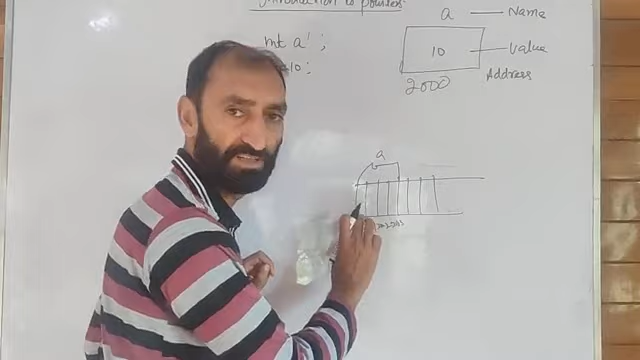 Introduction to pointers
int a ;
10;
a — Name
10 — Value
2000 Address
a